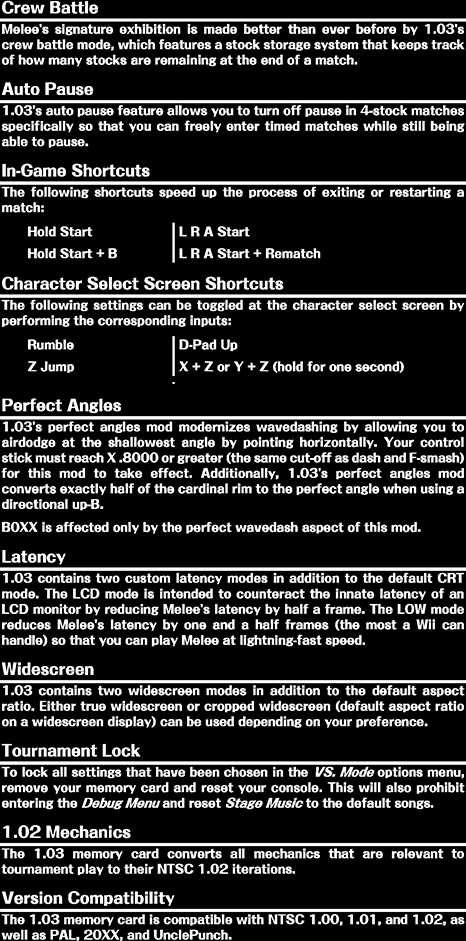 Crew Battle
Melee's signature exhibition is made better than ever before by 1.03's
crew battle mode, which features a stock storage system that keeps track
of how many stocks are remaining at the end of a match.
Auto Pause
1.03's auto pause feature allows you to turn off pause in 4-stock matches
specifically so that you can freely enter timed matches while still being
able to pause.
In-Game Shortcuts
The following shortcuts speed up the process of exiting or restarting a
match:
Hold Start L R A Start
Hold Start + B L R A Start + Rematch
Character Select Screen Shortcuts
The following settings can be toggled at the character select screen by
performing the corresponding inputs:
Rumble D-Pad Up
Z Jump X + Z or Y + Z (hold for one second)
Perfect Angles
1.03's perfect angles mod modernizes wavedashing by allowing you to
airdodge at the shallowest angle by pointing horizontally. Your control
stick must reach X .8000 or greater (the same cut-off as dash and F-smash)
for this mod to take effect. Additionally, 1.03's perfect angles mod
converts exactly half of the cardinal rim to the perfect angle when using a
directional up-B.
B0XX is affected only by the perfect wavedash aspect of this mod.
Latency
1.03 contains two custom latency modes in addition to the default CRT
mode. The LCD mode is intended to counteract the innate latency of an
LCD monitor by reducing Melee's latency by half a frame. The LOW mode
reduces Melee's latency by one and a half frames (the most a Wii can
handle) so that you can play Melee at lightning-fast speed.
Widescreen
1.03 contains two widescreen modes in addition to the default aspect
ratio. Either true widescreen or cropped widescreen (default aspect ratio
on a widescreen display) can be used depending on your preference.
Tournament Lock
To lock all settings that have been chosen in the VS. Mode options menu,
remove your memory card and reset your console. This will also prohibit
entering the Debug Menu and reset Stage Music to the default songs.
1.02 Mechanics
The 1.03 memory card converts all mechanics that are relevant to
tournament play to their NTSC 1.02 iterations.
Version Compatibility
The 1.03 memory card is compatible with NTSC 1.00, 1.01, and 1.02, as
well as PAL, 20XX, and UnclePunch.